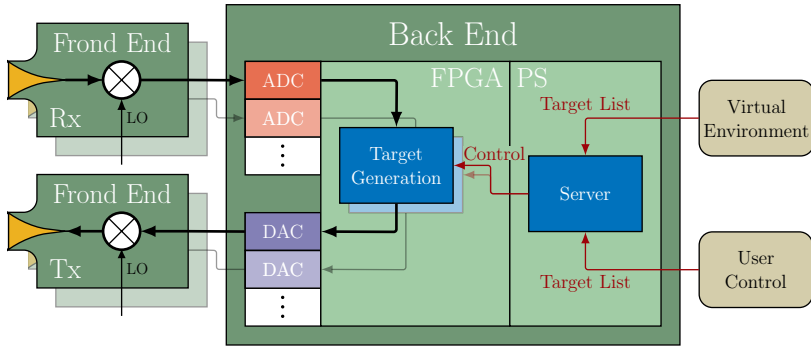 Frond End
Rx
LO
Back End
ADC
ADC
FPGA
PS
Target List
Virtual
Environment
Target
Generation
Control
Server
Frond End
Tx
LO
DAC
DAC
Target List
User
Control